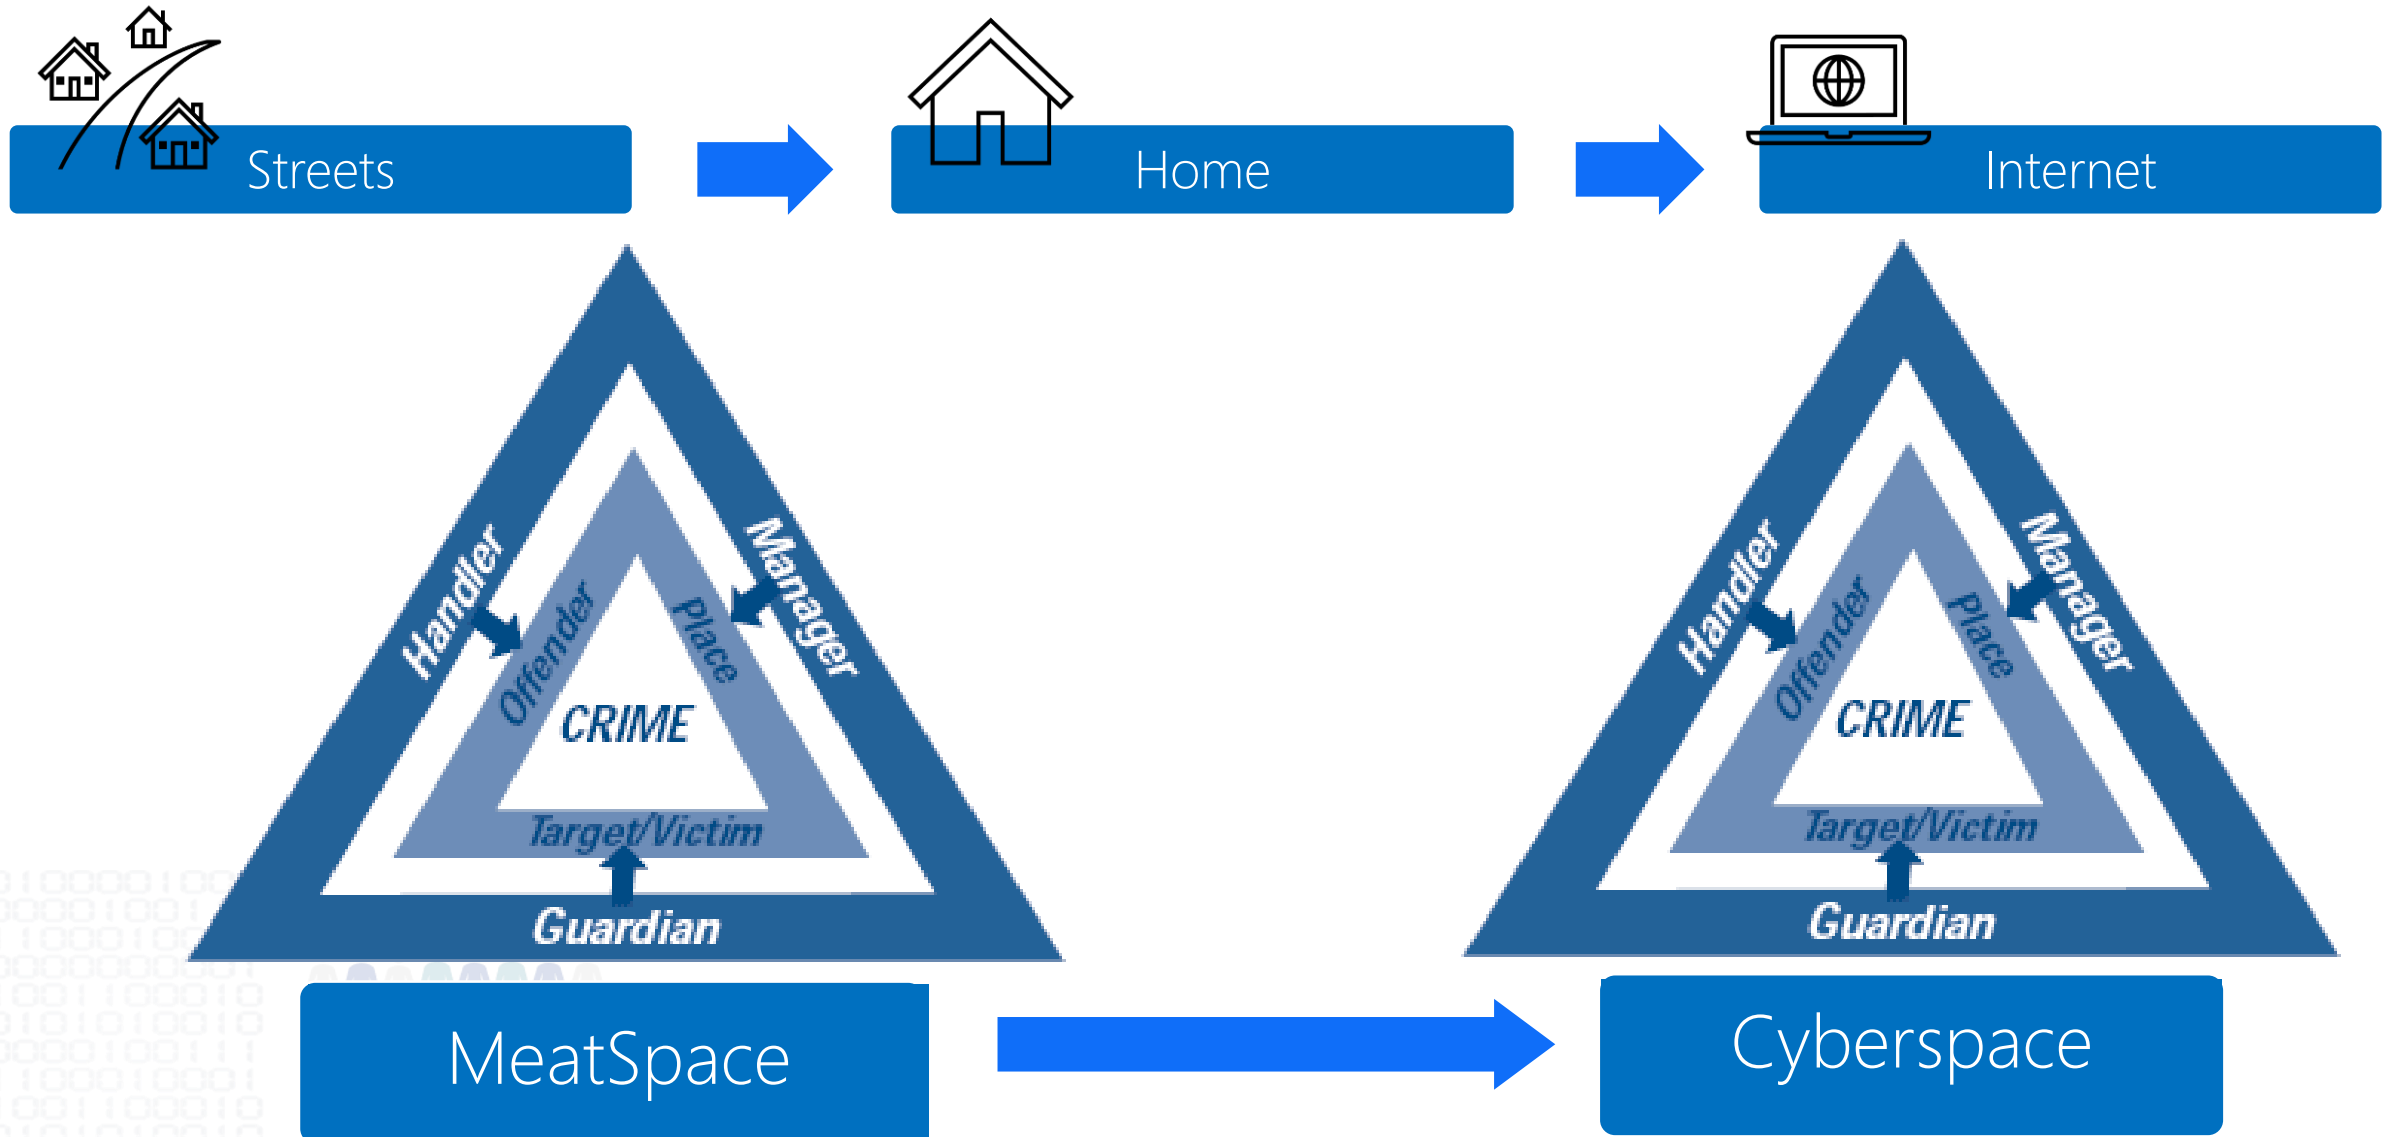 Streets
Home
Internet
Handler
Manager
Offender
Place
CRIME
Target/Victim
Guardian
Handler
Manager
Offender
Place
CRIME
Target/Victim
Guardian
MeatSpace
Cyberspace